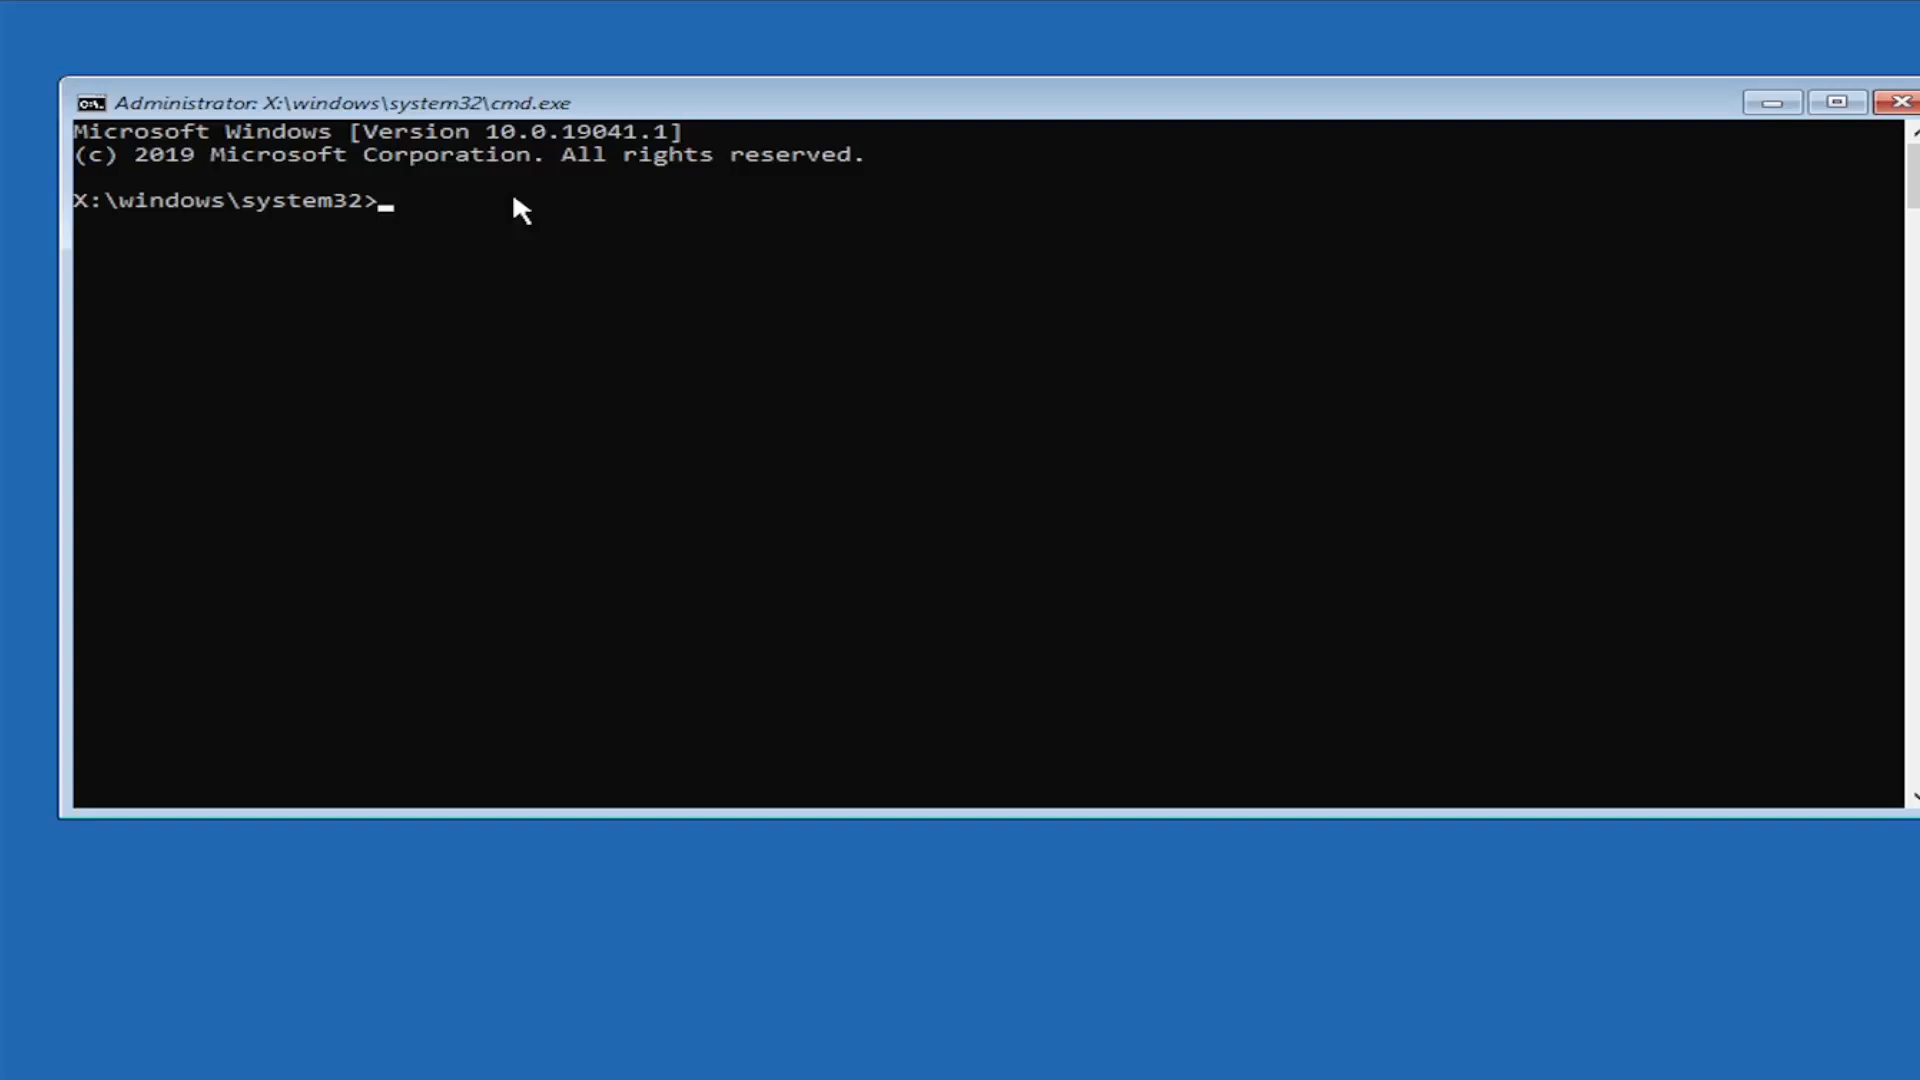 Administrator: X:\windows\system32\cmd.exe
Microsoft Windows [Version 10.0.19041.1]
(c) 2019 Microsoft Corporation. All rights reserved.
X:\windows\system32>